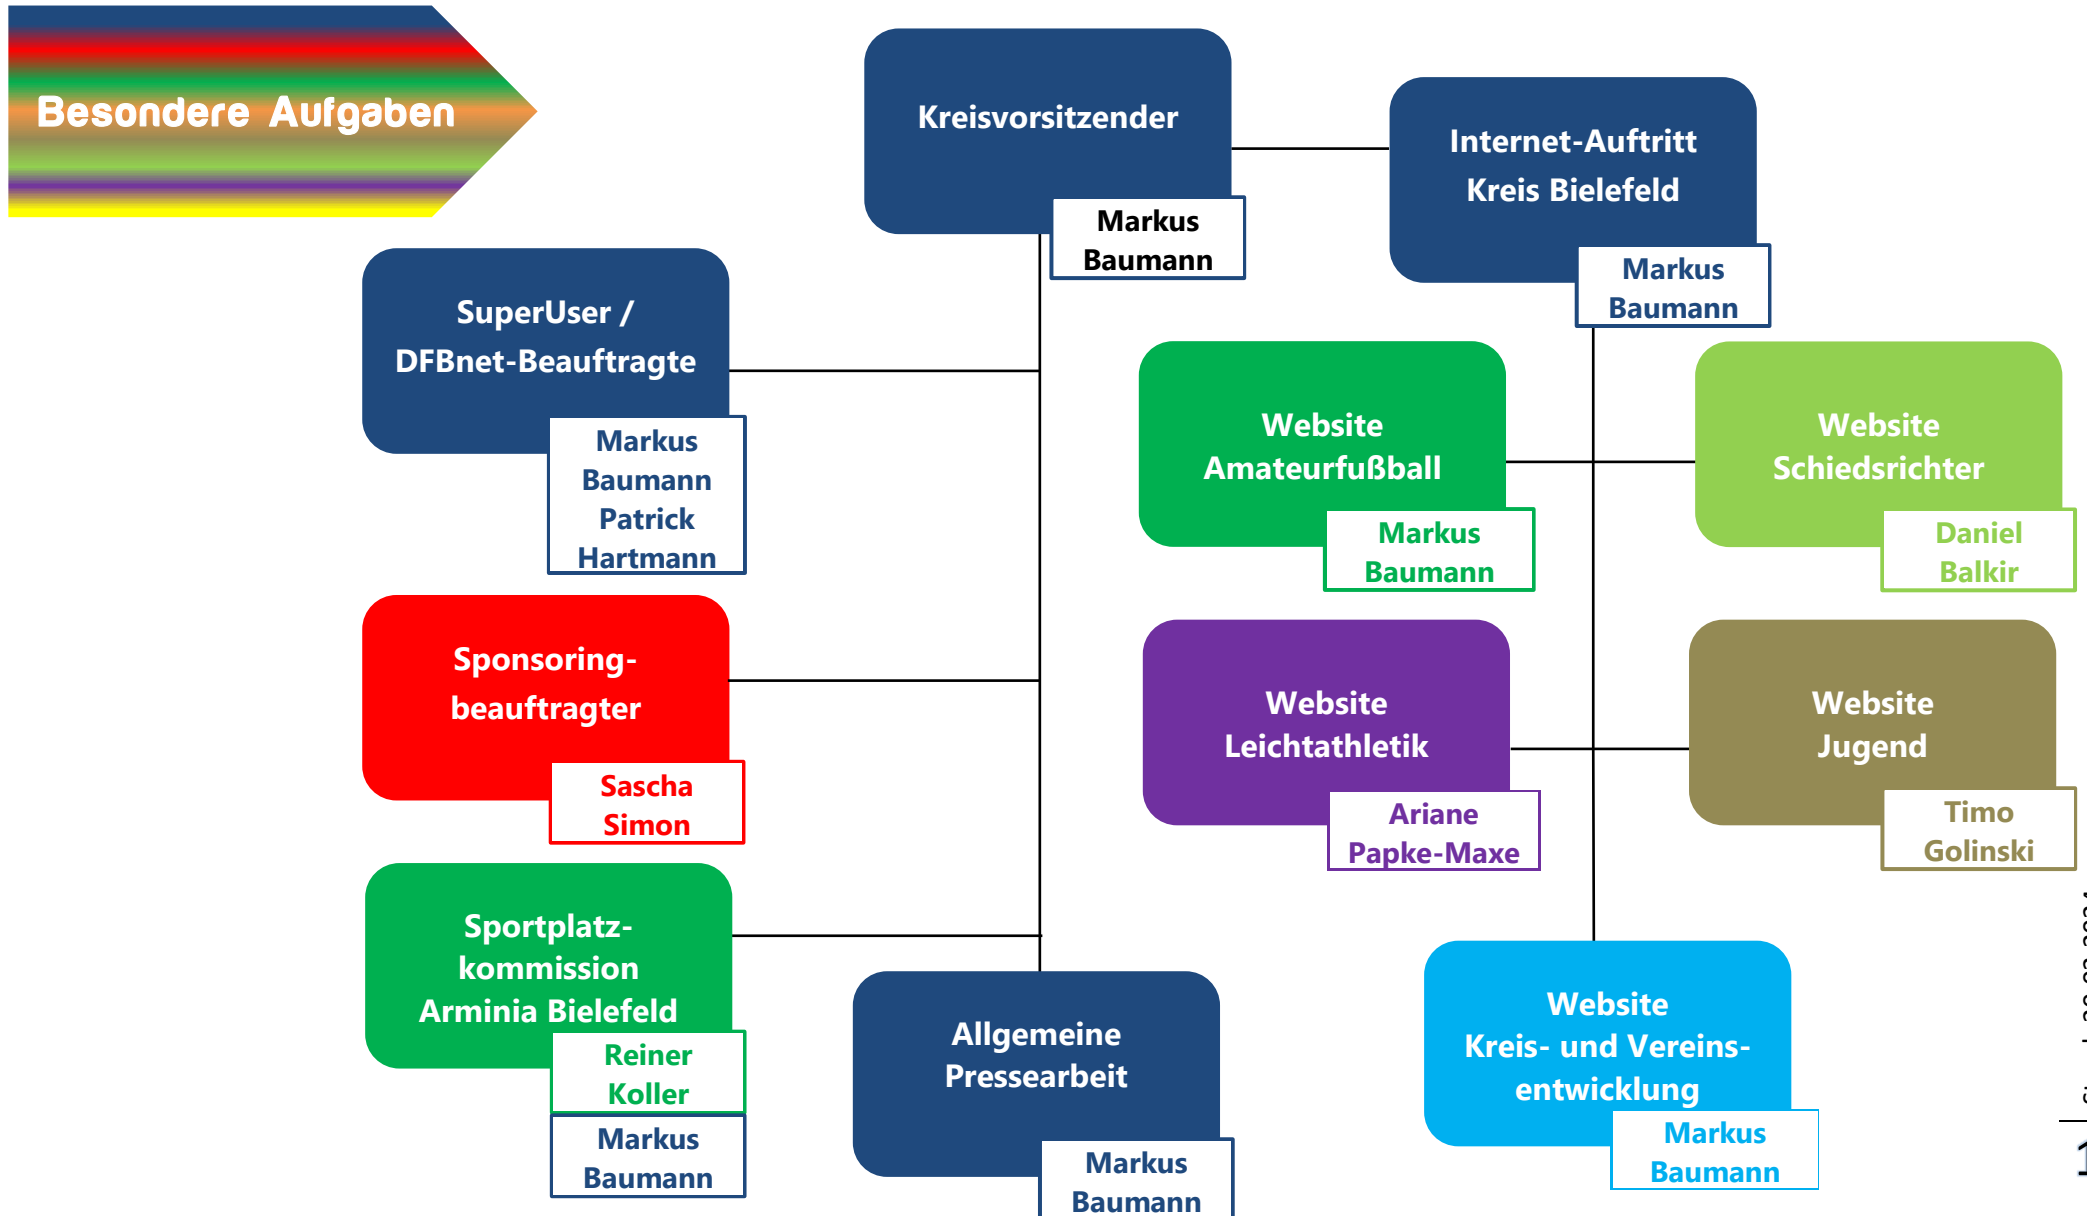 Besondere Aufgaben
Kreisvorsitzender
Markus
Baumann
Internet-Auftritt
Kreis Bielefeld
Markus
Baumann
SuperUser /
DFBnet-Beauftragte
Markus
Baumann
Patrick
Hartmann
Website
Amateurfußball
Markus
Baumann
Website
Schiedsrichter
Daniel
Balkir
Sponsoring-
beauftragter
Sascha
Simon
Website
Leichtathletik
Ariane
Papke-Maxe
Website
Jugend
Timo
Golinski
Sportplatz-
kommission
Arminia Bielefeld
Reiner
Koller
Markus
Baumann
Allgemeine
Pressearbeit
Markus
Baumann
Website
Kreis- und Vereins-
entwicklung
Markus
Baumann